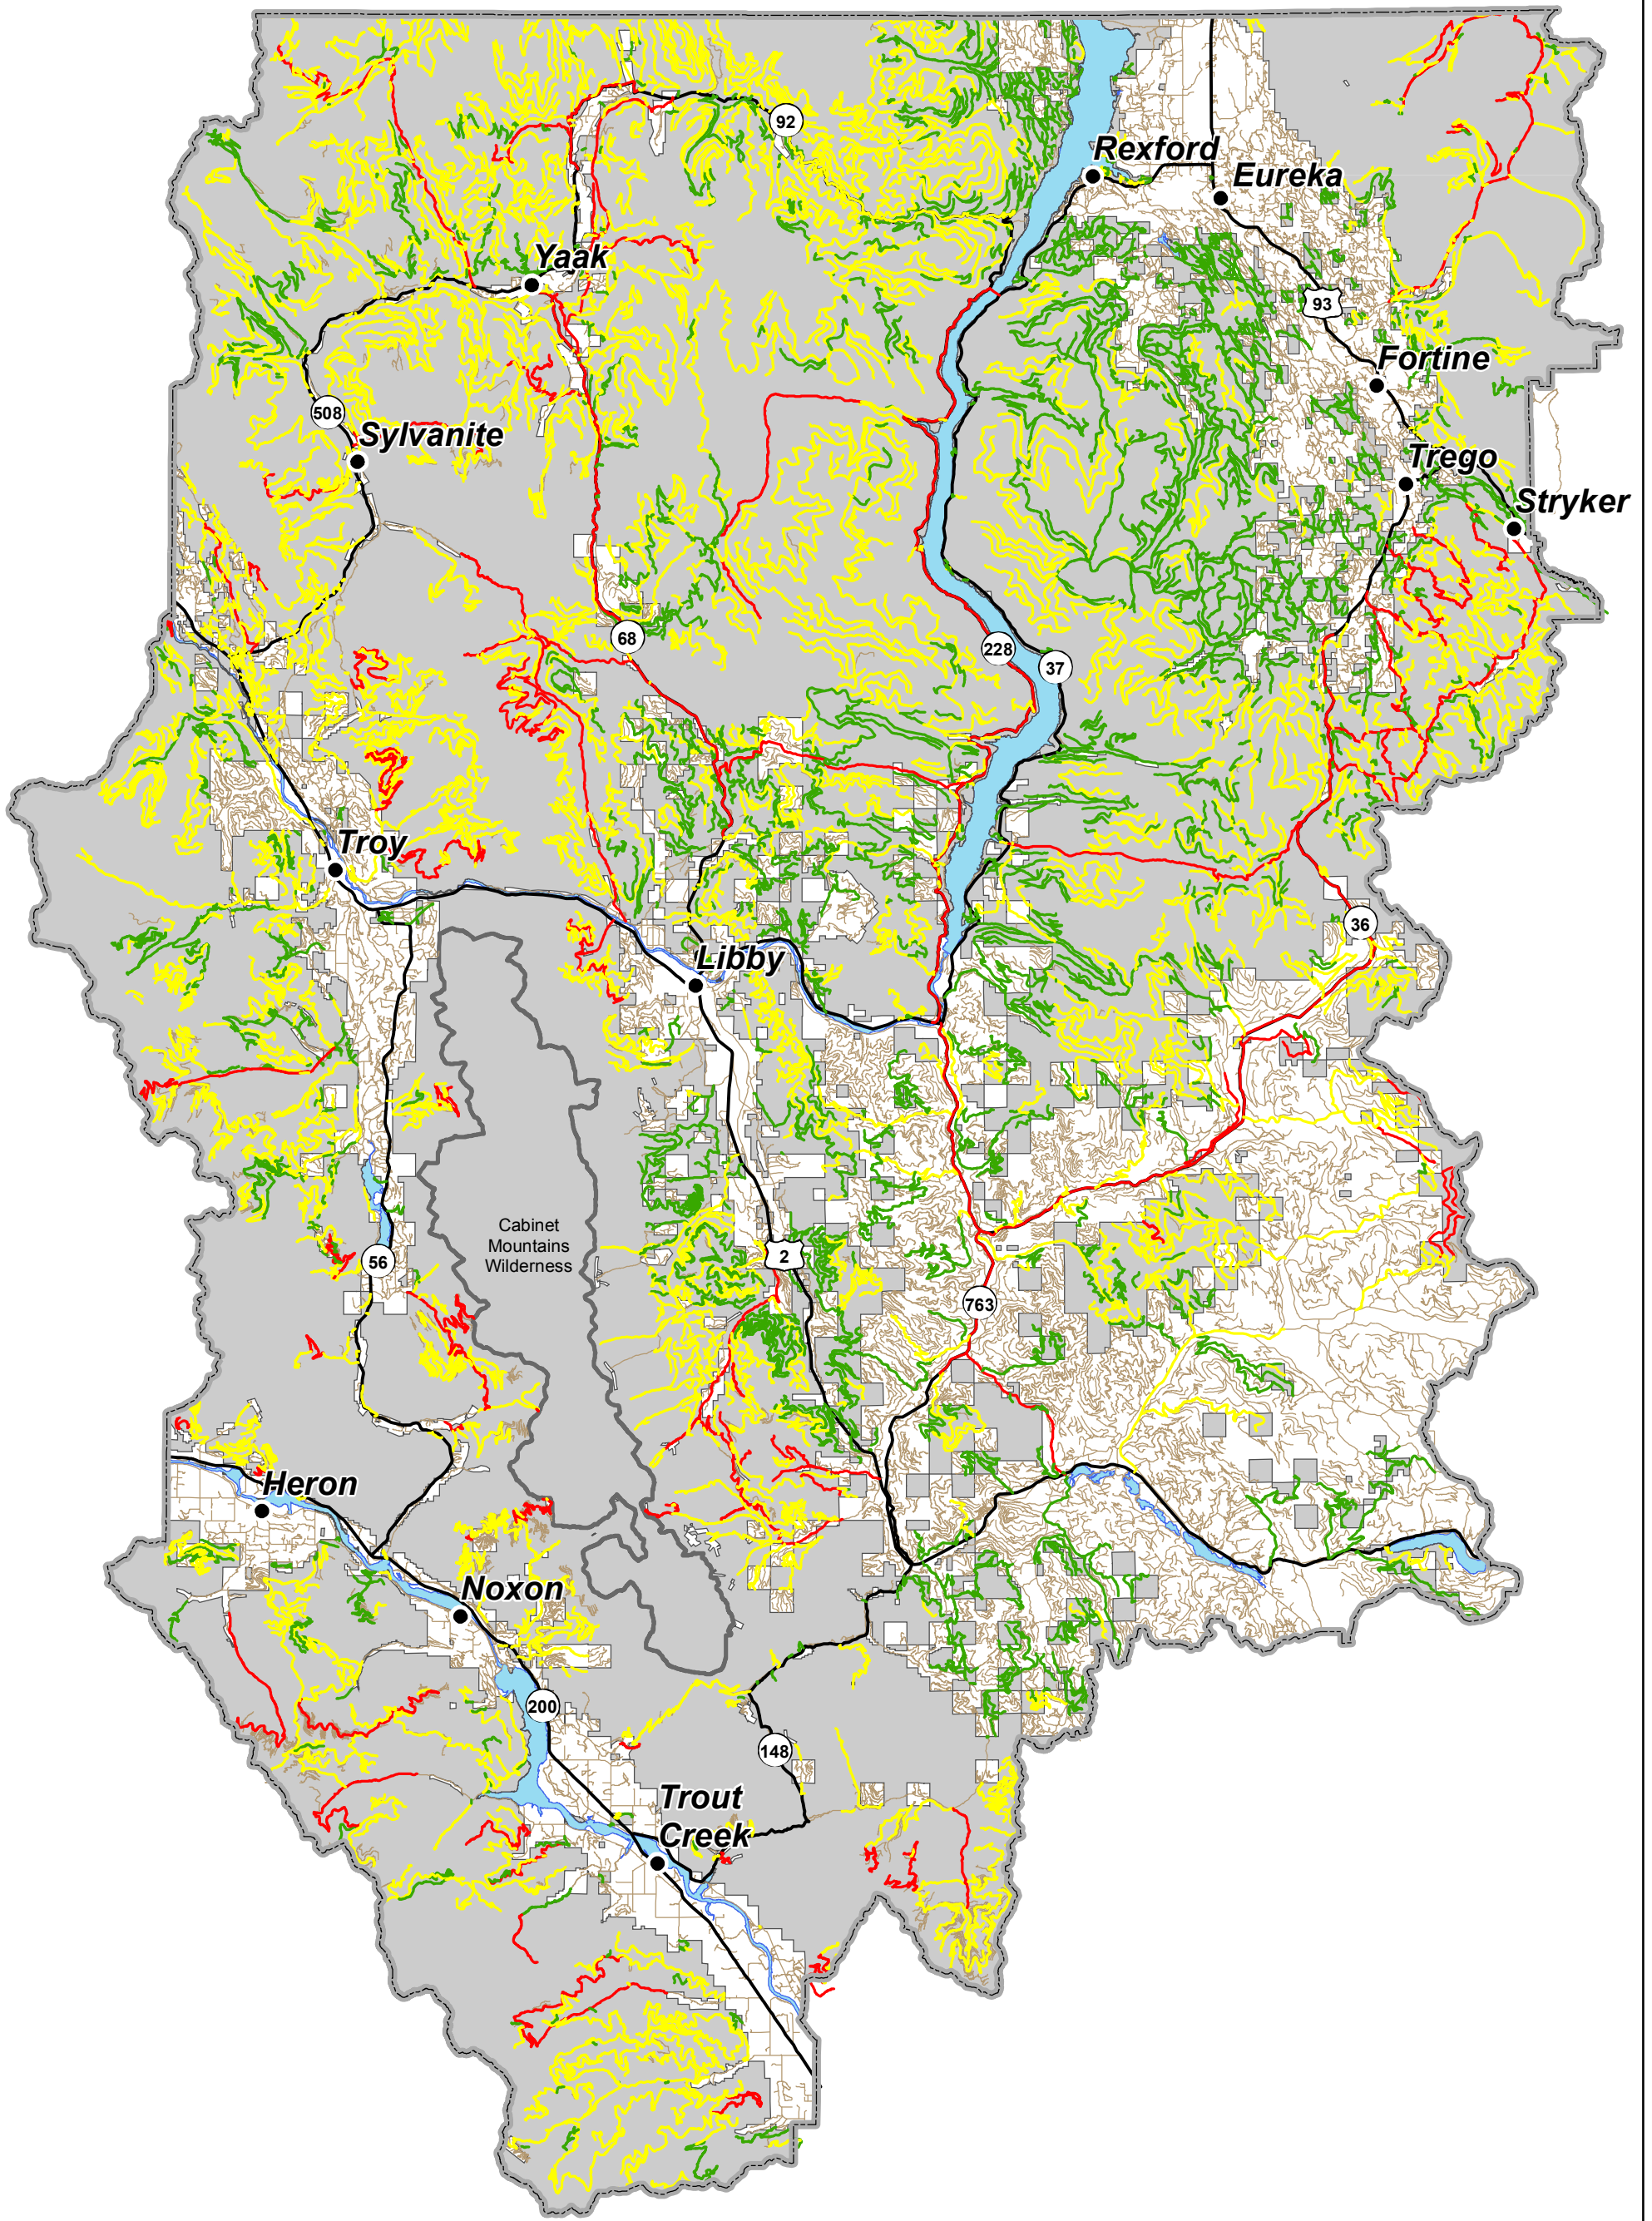 92
Rexford
Eureka
Yaak
93
Fortine
508
Sylvanite
Trego
Stryker
68
228
37
Troy
36
Libby
Cabinet
Mountains
Wilderness
2
56
763
Heron
Noxon
200
148
Trout
Creek